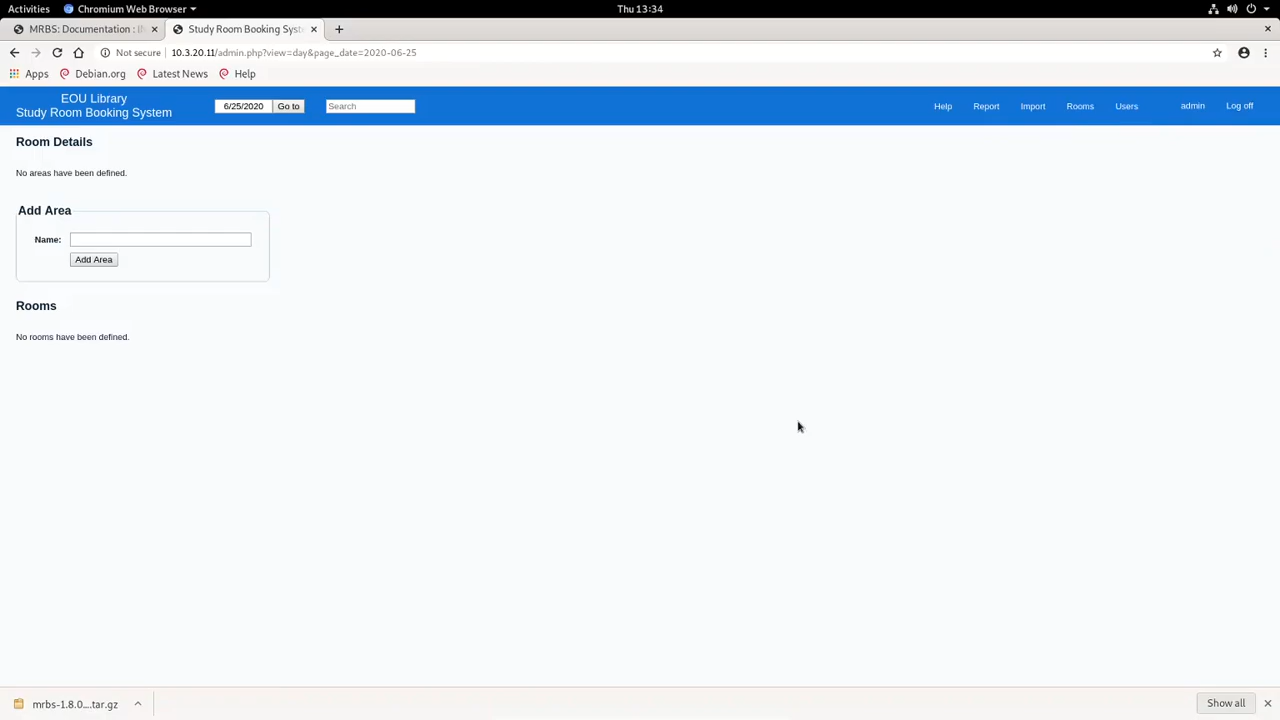 Activities
Chromium Web Browser
Thu 13:34
MRBS: Documentation : (M
Study Room Booking Syst
Not secure
10.3.20.11/admin.php?view=day&page_date=2020-06-25
Apps
Debian.org
Latest News
Help
EOU Library
Study Room Booking System
6/25/2020
Go to
Search
Help
Report
Import
Rooms
Users
admin
Log off
Room Details
No areas have been defined.
Add Area
Name:
Add Area
Rooms
No rooms have been defined.
mrbs-1.8.0....tar.gz
Show all